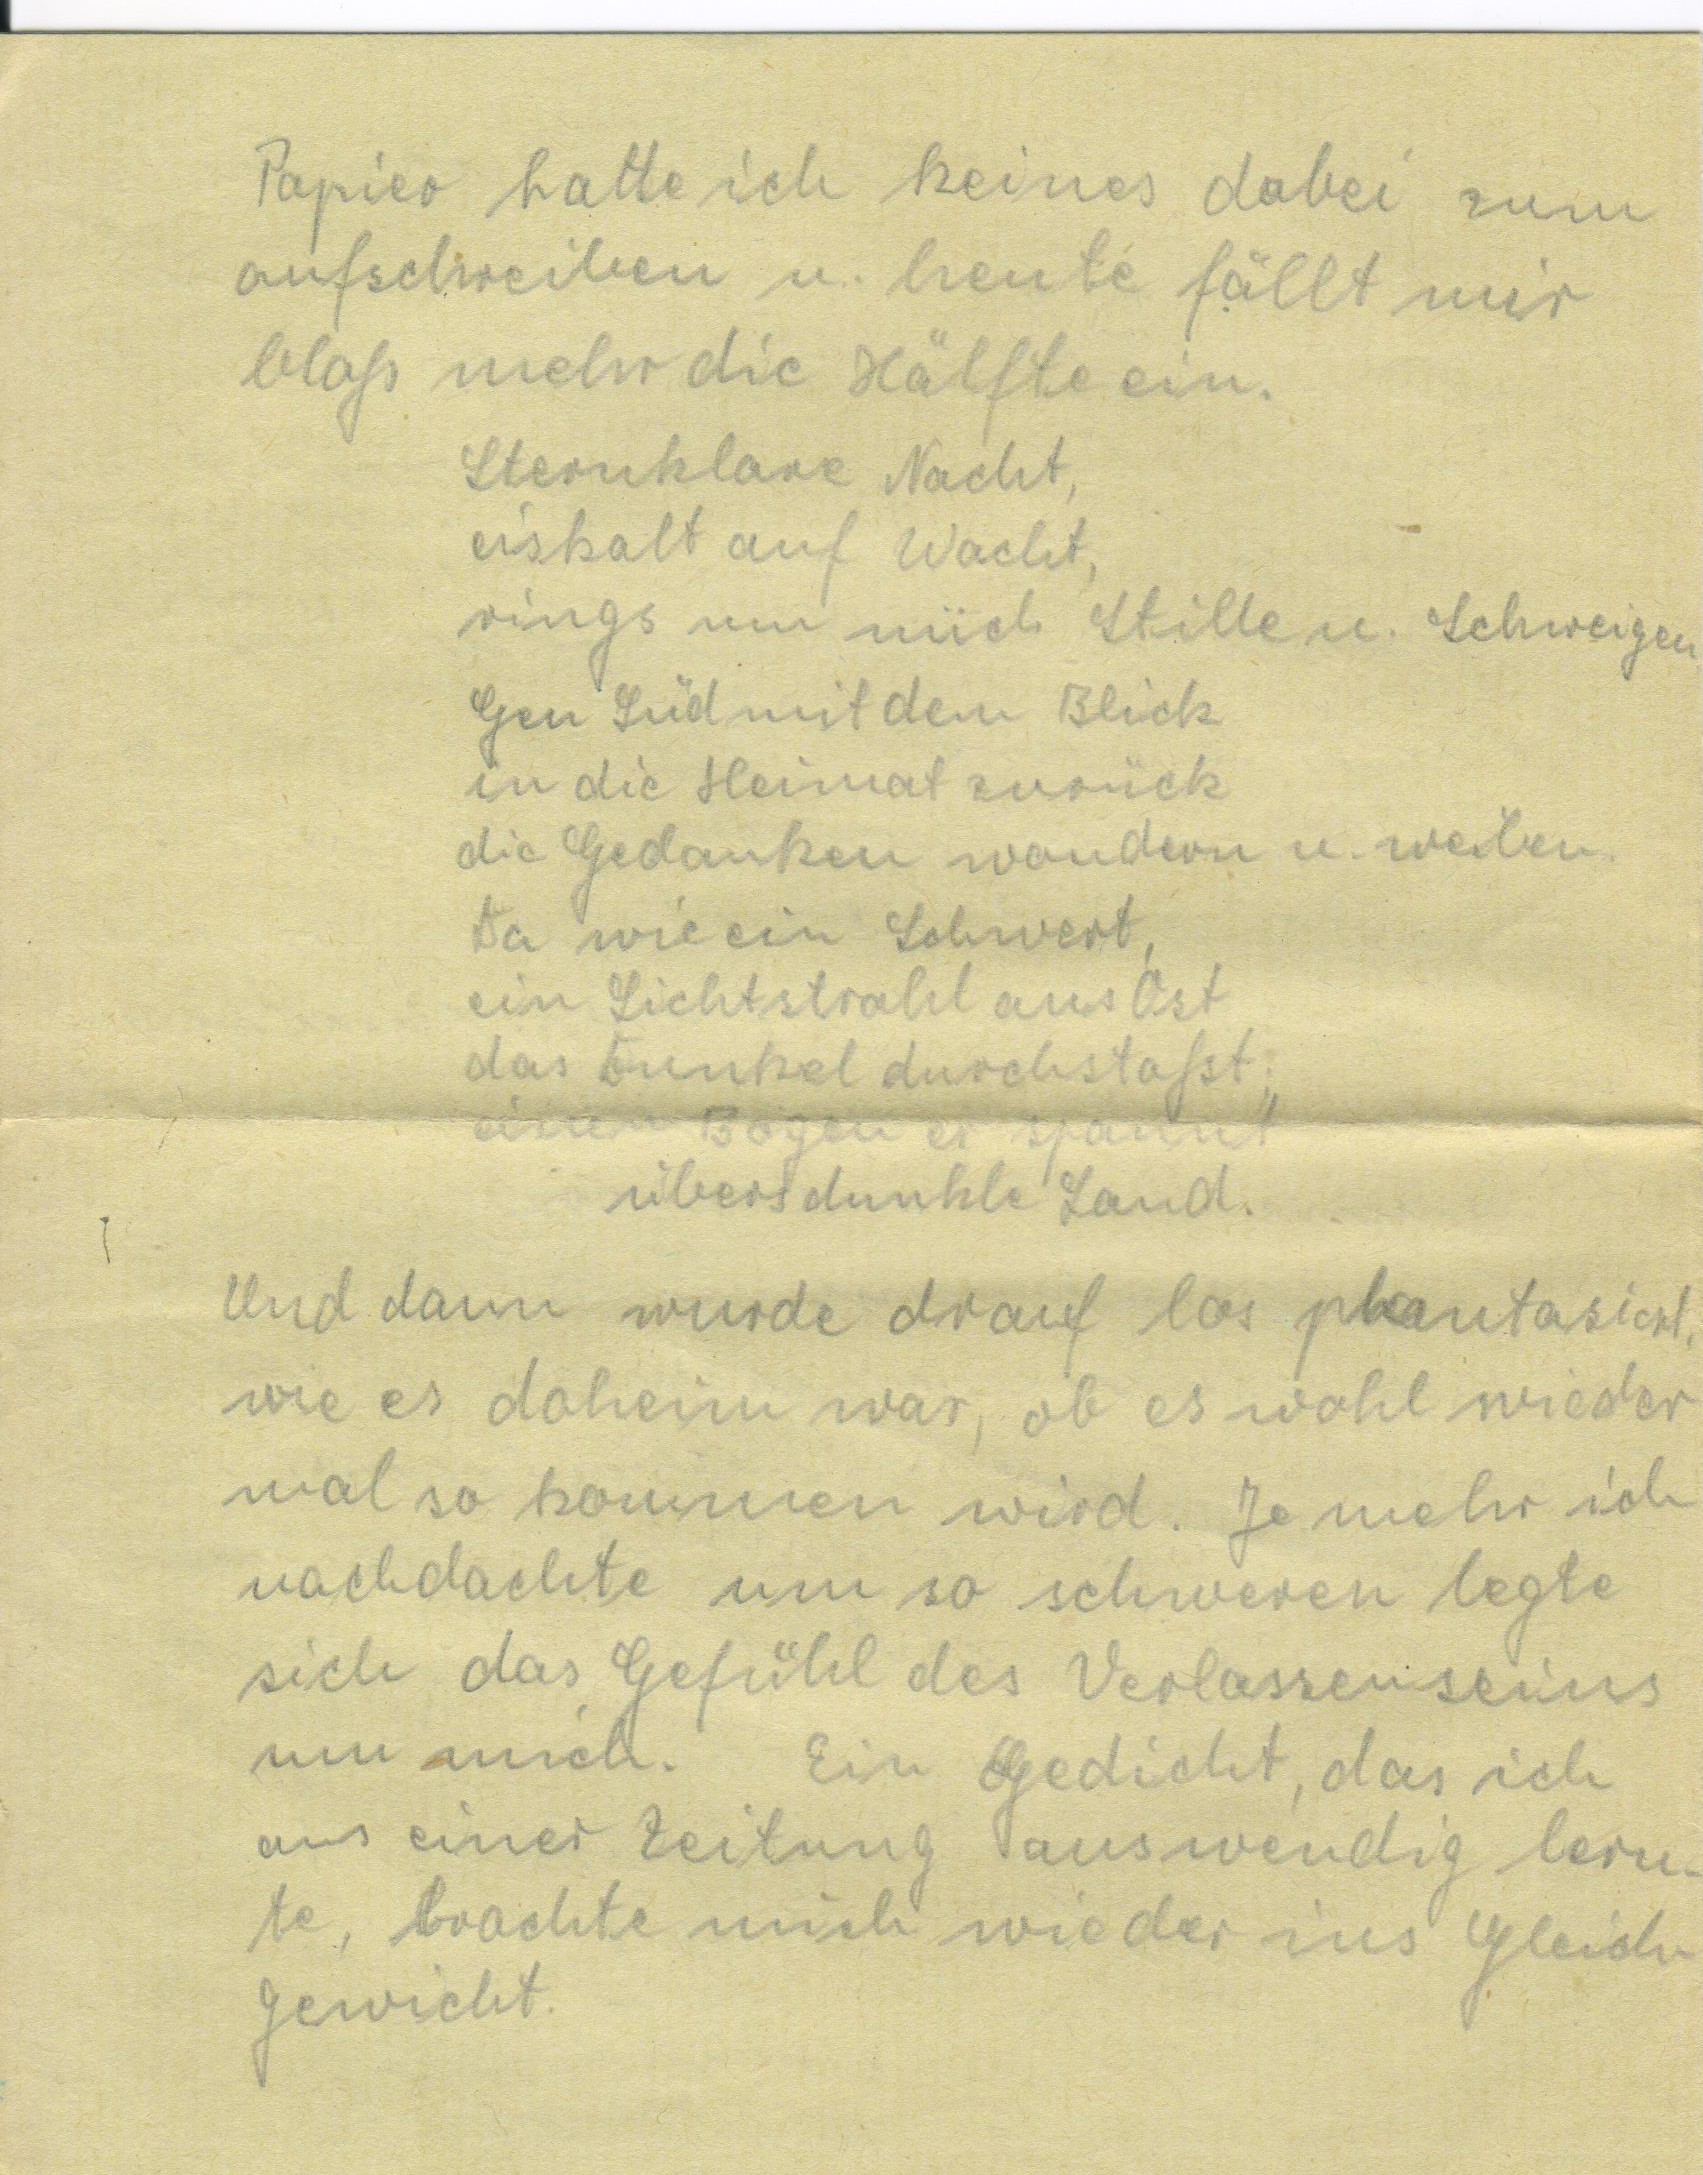 Papier hatte ich keines dabei zum
aufschreiben u. heute fällt mir
bloß mehr die Hälfte ein.
Sternklare Nacht,
eiskalt auf Wacht,
rings um mich Stille u. Schweigen
Gen Süd mit dem Blick
in die Heimat zurück
die Gedanken wandern u. weilen.
Da wie ein Schwert,
ein Lichtstrahl aus Ost
das Dunkel durchstoßt,
einen Bogen er spannt
übers dunkle Land.
Und dann wurde drauf los phantasiert,
wie es daheim war, ob es wohl wieder
mal so kommen wird. Je mehr ich
nachdachte um so schweren legte
sich das Gefühl des Verlassenseins
um mich. Ein Gedicht, das ich
aus einer Zeitung auswendig lern-
te, brachte mich wieder ins Gleich
gewicht.